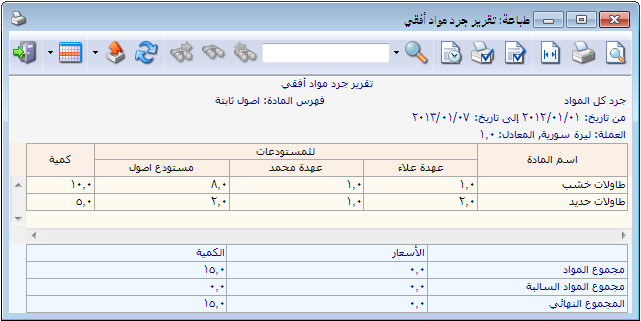 طباعة: تقرير جرد مواد أفقي
تقرير جرد مواد أفقي
جرد كل المواد فهرس المادة: اصول ثابتة
من تاريخ: ٢٠١٢/٠١/٠١ إلى تاريخ: ٢٠١٣/٠١/٠٧
العملة: ليرة سورية, المعادل: ١,٠
اسم المادة للمستودعات كمية
عهدة علاء عهدة محمد مستودع اصول
طاولات خشب ١,٠ ١,٠ ٨,٠ ١٠,٠
طاولات حديد ٢,٠ ١,٠ ٢,٠ ٥,٠
الأسعار الكمية
مجموع المواد ٠,٠ ١٥,٠
مجموع المواد السالبة ٠,٠ ٠,٠
المجموع النهائي ٠,٠ ١٥,٠